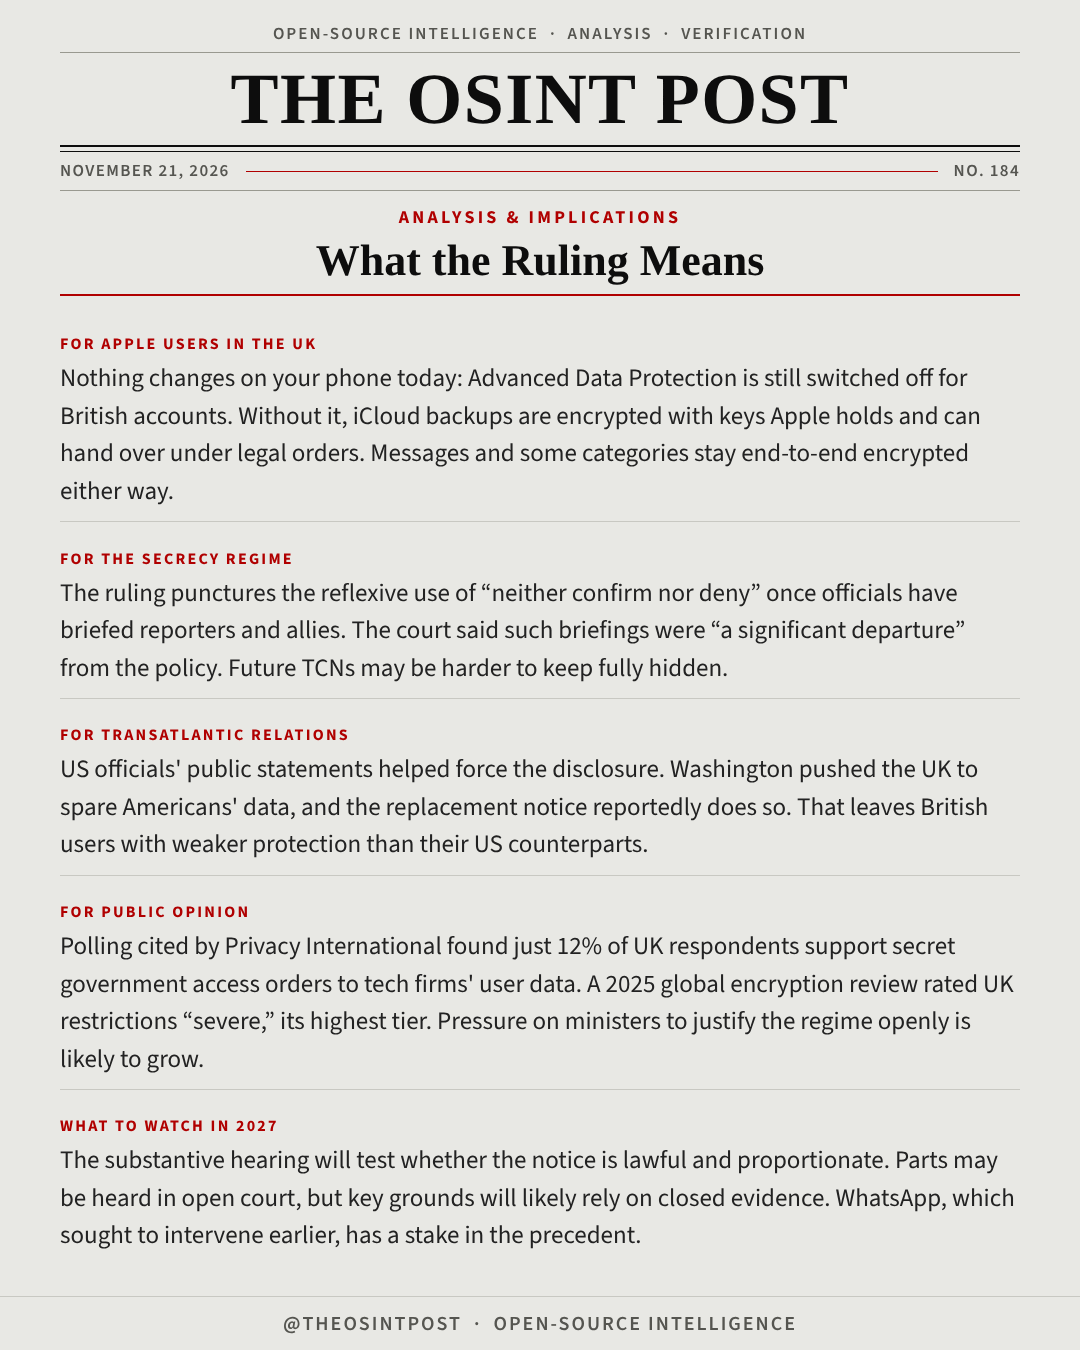 OPEN-SOURCE INTELLIGENCE · ANALYSIS · VERIFICATION
THE OSINT POST
NOVEMBER 21, 2026 NO. 184
ANALYSIS & IMPLICATIONS
What the Ruling Means
FOR APPLE USERS IN THE UK
Nothing changes on your phone today: Advanced Data Protection is still switched off for
British accounts. Without it, iCloud backups are encrypted with keys Apple holds and can
hand over under legal orders. Messages and some categories stay end-to-end encrypted
either way.
FOR THE SECRECY REGIME
The ruling punctures the reflexive use of “neither confirm nor deny” once officials have
briefed reporters and allies. The court said such briefings were “a significant departure”
from the policy. Future TCNs may be harder to keep fully hidden.
FOR TRANSATLANTIC RELATIONS
US officials' public statements helped force the disclosure. Washington pushed the UK to
spare Americans' data, and the replacement notice reportedly does so. That leaves British
users with weaker protection than their US counterparts.
FOR PUBLIC OPINION
Polling cited by Privacy International found just 12% of UK respondents support secret
government access orders to tech firms' user data. A 2025 global encryption review rated UK
restrictions “severe,” its highest tier. Pressure on ministers to justify the regime openly is
likely to grow.
WHAT TO WATCH IN 2027
The substantive hearing will test whether the notice is lawful and proportionate. Parts may
be heard in open court, but key grounds will likely rely on closed evidence. WhatsApp, which
sought to intervene earlier, has a stake in the precedent.
@THEOSINTPOST · OPEN-SOURCE INTELLIGENCE